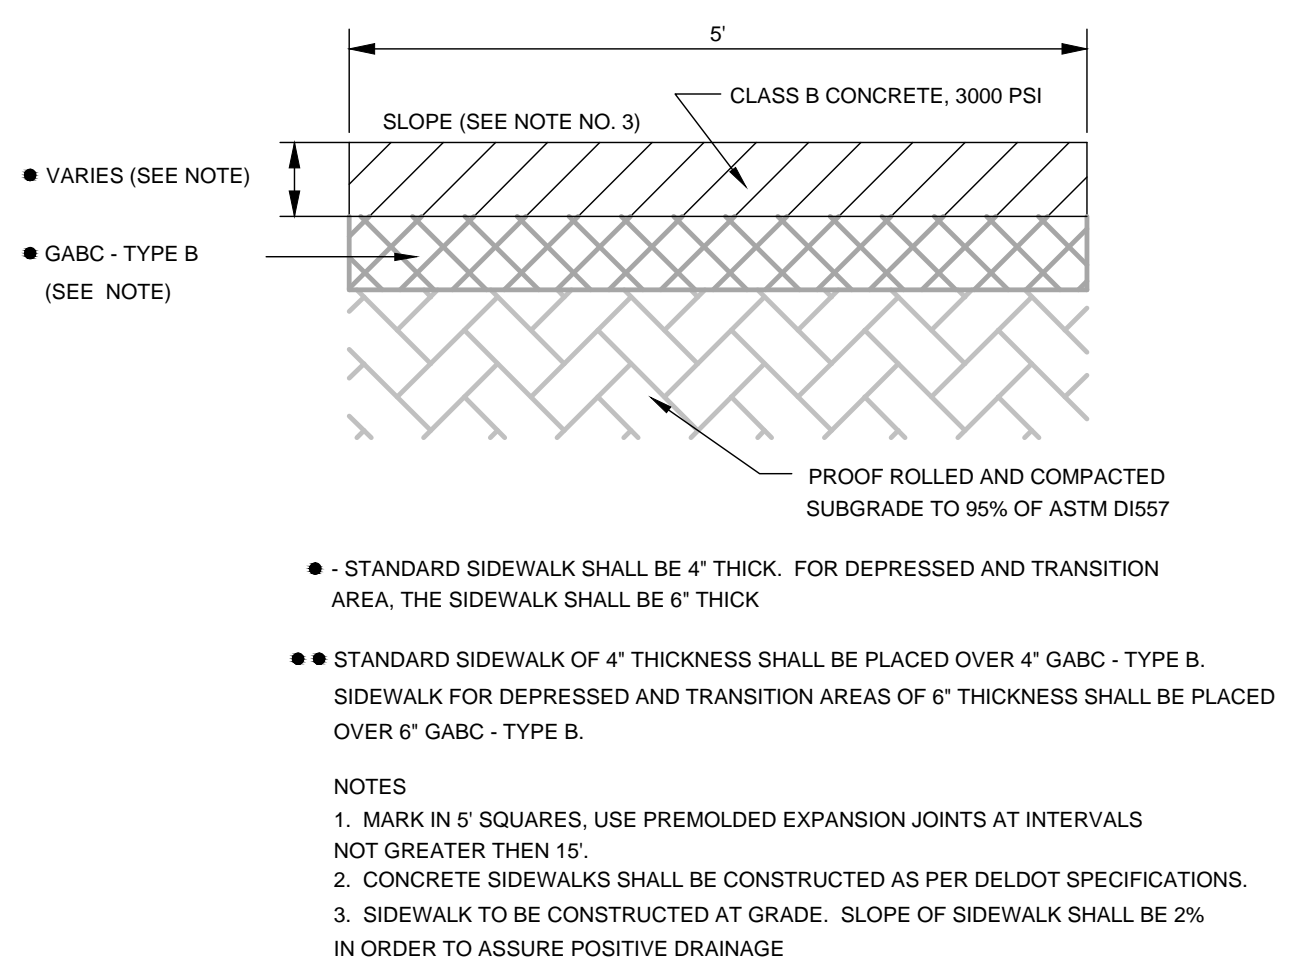 5'
CLASS B CONCRETE, 3000 PSI
SLOPE (SEE NOTE NO. 3)
● VARIES (SEE NOTE)
● GABC - TYPE B
(SEE NOTE)
PROOF ROLLED AND COMPACTED
SUBGRADE TO 95% OF ASTM DI557
● - STANDARD SIDEWALK SHALL BE 4" THICK. FOR DEPRESSED AND TRANSITION
AREA, THE SIDEWALK SHALL BE 6" THICK
●● STANDARD SIDEWALK OF 4" THICKNESS SHALL BE PLACED OVER 4" GABC - TYPE B.
SIDEWALK FOR DEPRESSED AND TRANSITION AREAS OF 6" THICKNESS SHALL BE PLACED
OVER 6" GABC - TYPE B.
NOTES
1. MARK IN 5' SQUARES, USE PREMOLDED EXPANSION JOINTS AT INTERVALS
NOT GREATER THEN 15'.
2. CONCRETE SIDEWALKS SHALL BE CONSTRUCTED AS PER DELDOT SPECIFICATIONS.
3. SIDEWALK TO BE CONSTRUCTED AT GRADE. SLOPE OF SIDEWALK SHALL BE 2%
IN ORDER TO ASSURE POSITIVE DRAINAGE